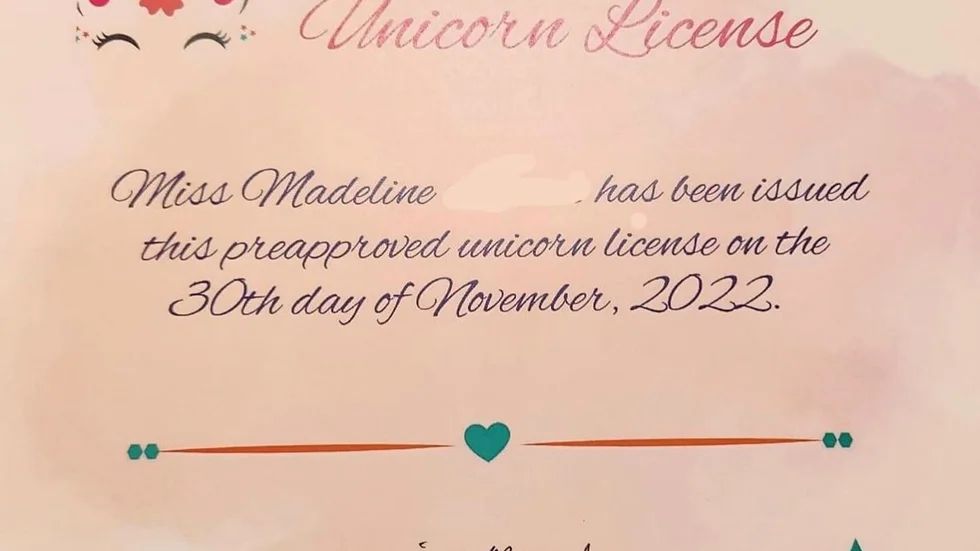 Unicorn License
Miss Madeline has been issued
this preapproved unicorn license on the
30th day of November, 2022.